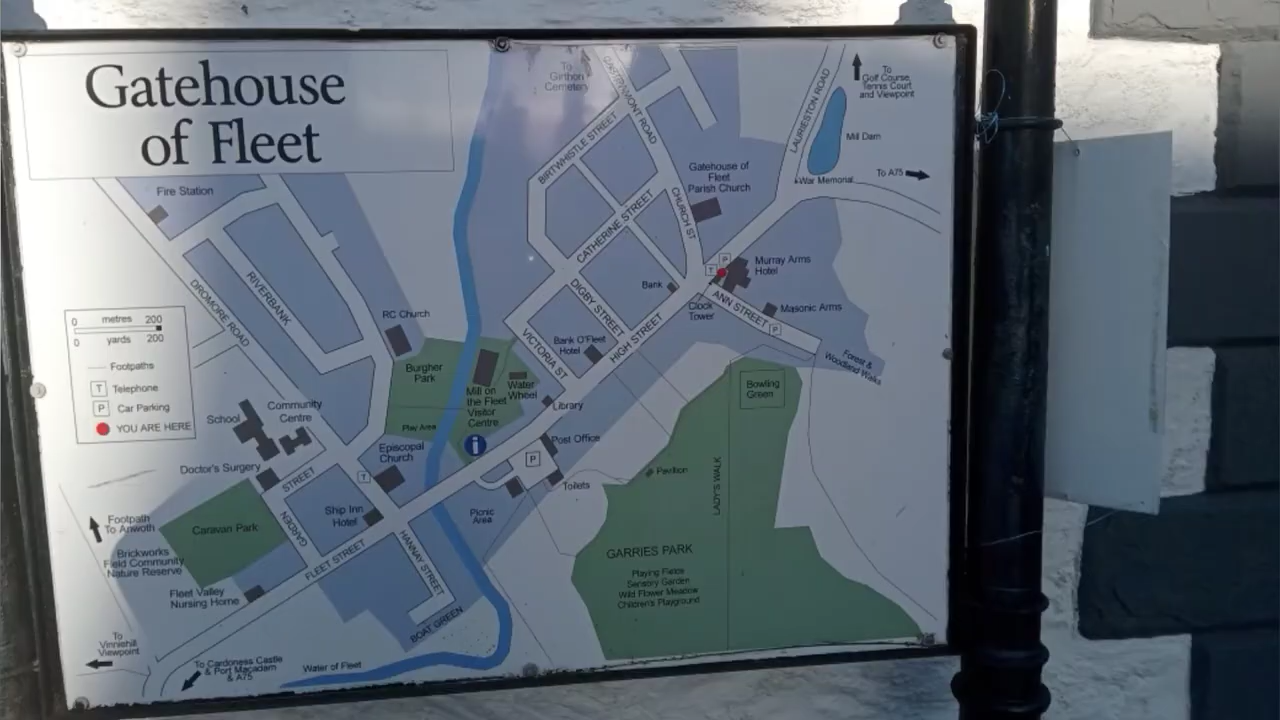 Gatehouse
of Fleet
To
Girthon
Cemetery
To
Golf Course
Tennis Court
and Viewpoint
LAURIESTON ROAD
Mill Dam
To A75
War Memorial
Fire Station
BIRTWHISTLE STREET
Gatehouse of
Fleet
Parish Church
CHURCH ST
CATHERINE STREET
Murray Arms
Hotel
T
P
Bank
Clock
Tower
ANN STREET
Masonic Arms
P
DIGBY STREET
RIVERBANK
DROMORE ROAD
RC Church
VICTORIA ST
Bank O'Fleet
Hotel
HIGH STREET
Forest &
Woodland Walks
0 metres 200
0 yards 200
Footpaths
T Telephone
P Car Parking
YOU ARE HERE
Burgher
Park
Mill on
the Fleet
Visitor
Centre
Water
Wheel
Bowling
Green
Library
School
Community
Centre
Play Area
i
Post Office
Episcopal
Church
P
Doctor's Surgery
T
Toilets
Pavilion
LADY'S WALK
GARDEN
STREET
Ship Inn
Hotel
Picnic
Area
Footpath
To Anwoth
Caravan Park
Brickworks
Field Community
Nature Reserve
FLEET STREET
HANNAY STREET
GARRIES PARK
Playing Fields
Sensory Garden
Wild Flower Meadow
Children's Playground
Fleet Valley
Nursing Home
BOAT GREEN
To
Vinniehill
Viewpoint
To Cardoness Castle
& Port Macadam
& A75
Water of Fleet